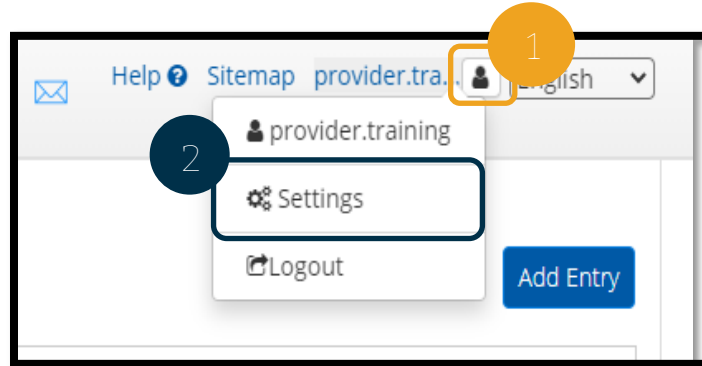 1
Help Sitemap provider.tra... English
provider.training
2
Settings
Logout
Add Entry